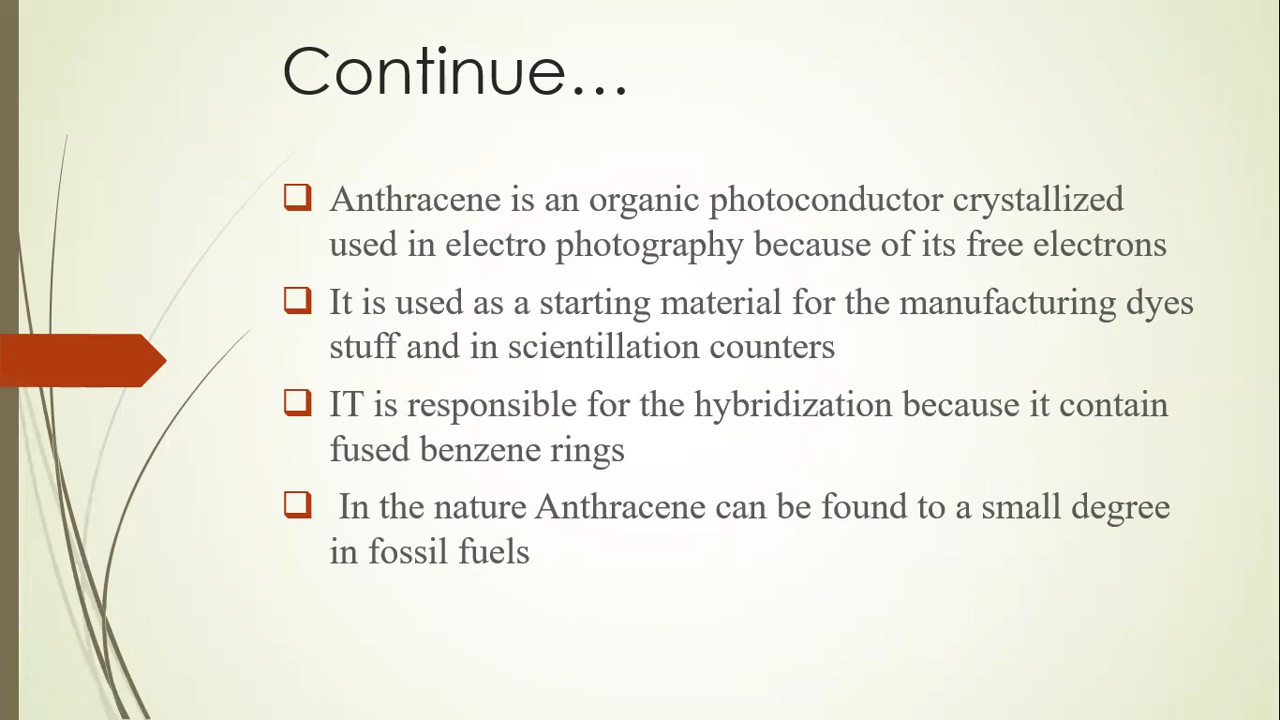 Continue…
Anthracene is an organic photoconductor crystallized
used in electro photography because of its free electrons
It is used as a starting material for the manufacturing dyes
stuff and in scientillation counters
IT is responsible for the hybridization because it contain
fused benzene rings
In the nature Anthracene can be found to a small degree
in fossil fuels